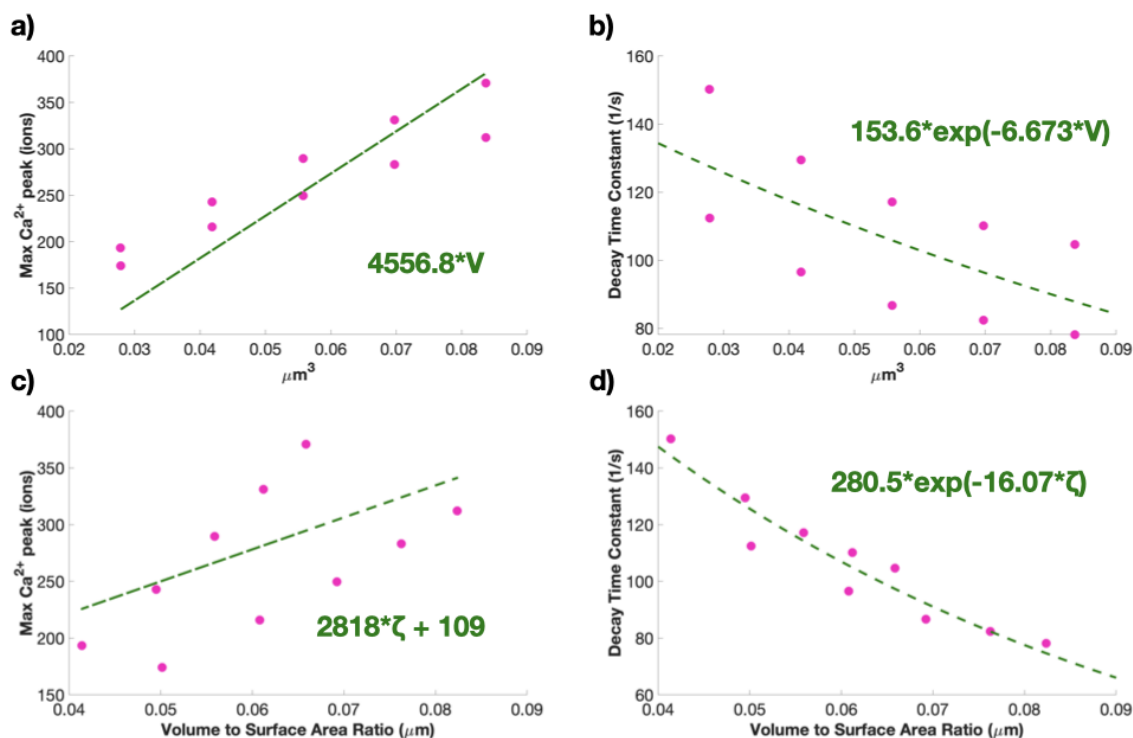 a)
400
350
300
250
200
150
100
Max Ca²⁺ peak (ions)
4556.8*V
0.02 0.03 0.04 0.05 0.06 0.07 0.08 0.09
μm³
b)
160
140
120
100
80
Decay Time Constant (1/s)
153.6*exp(-6.673*V)
0.02 0.03 0.04 0.05 0.06 0.07 0.08 0.09
μm³
c)
400
350
300
250
200
150
Max Ca²⁺ peak (ions)
2818*ζ + 109
0.04 0.05 0.06 0.07 0.08 0.09
Volume to Surface Area Ratio (μm)
d)
160
140
120
100
80
60
Decay Time Constant (1/s)
280.5*exp(-16.07*ζ)
0.04 0.05 0.06 0.07 0.08 0.09
Volume to Surface Area Ratio (μm)